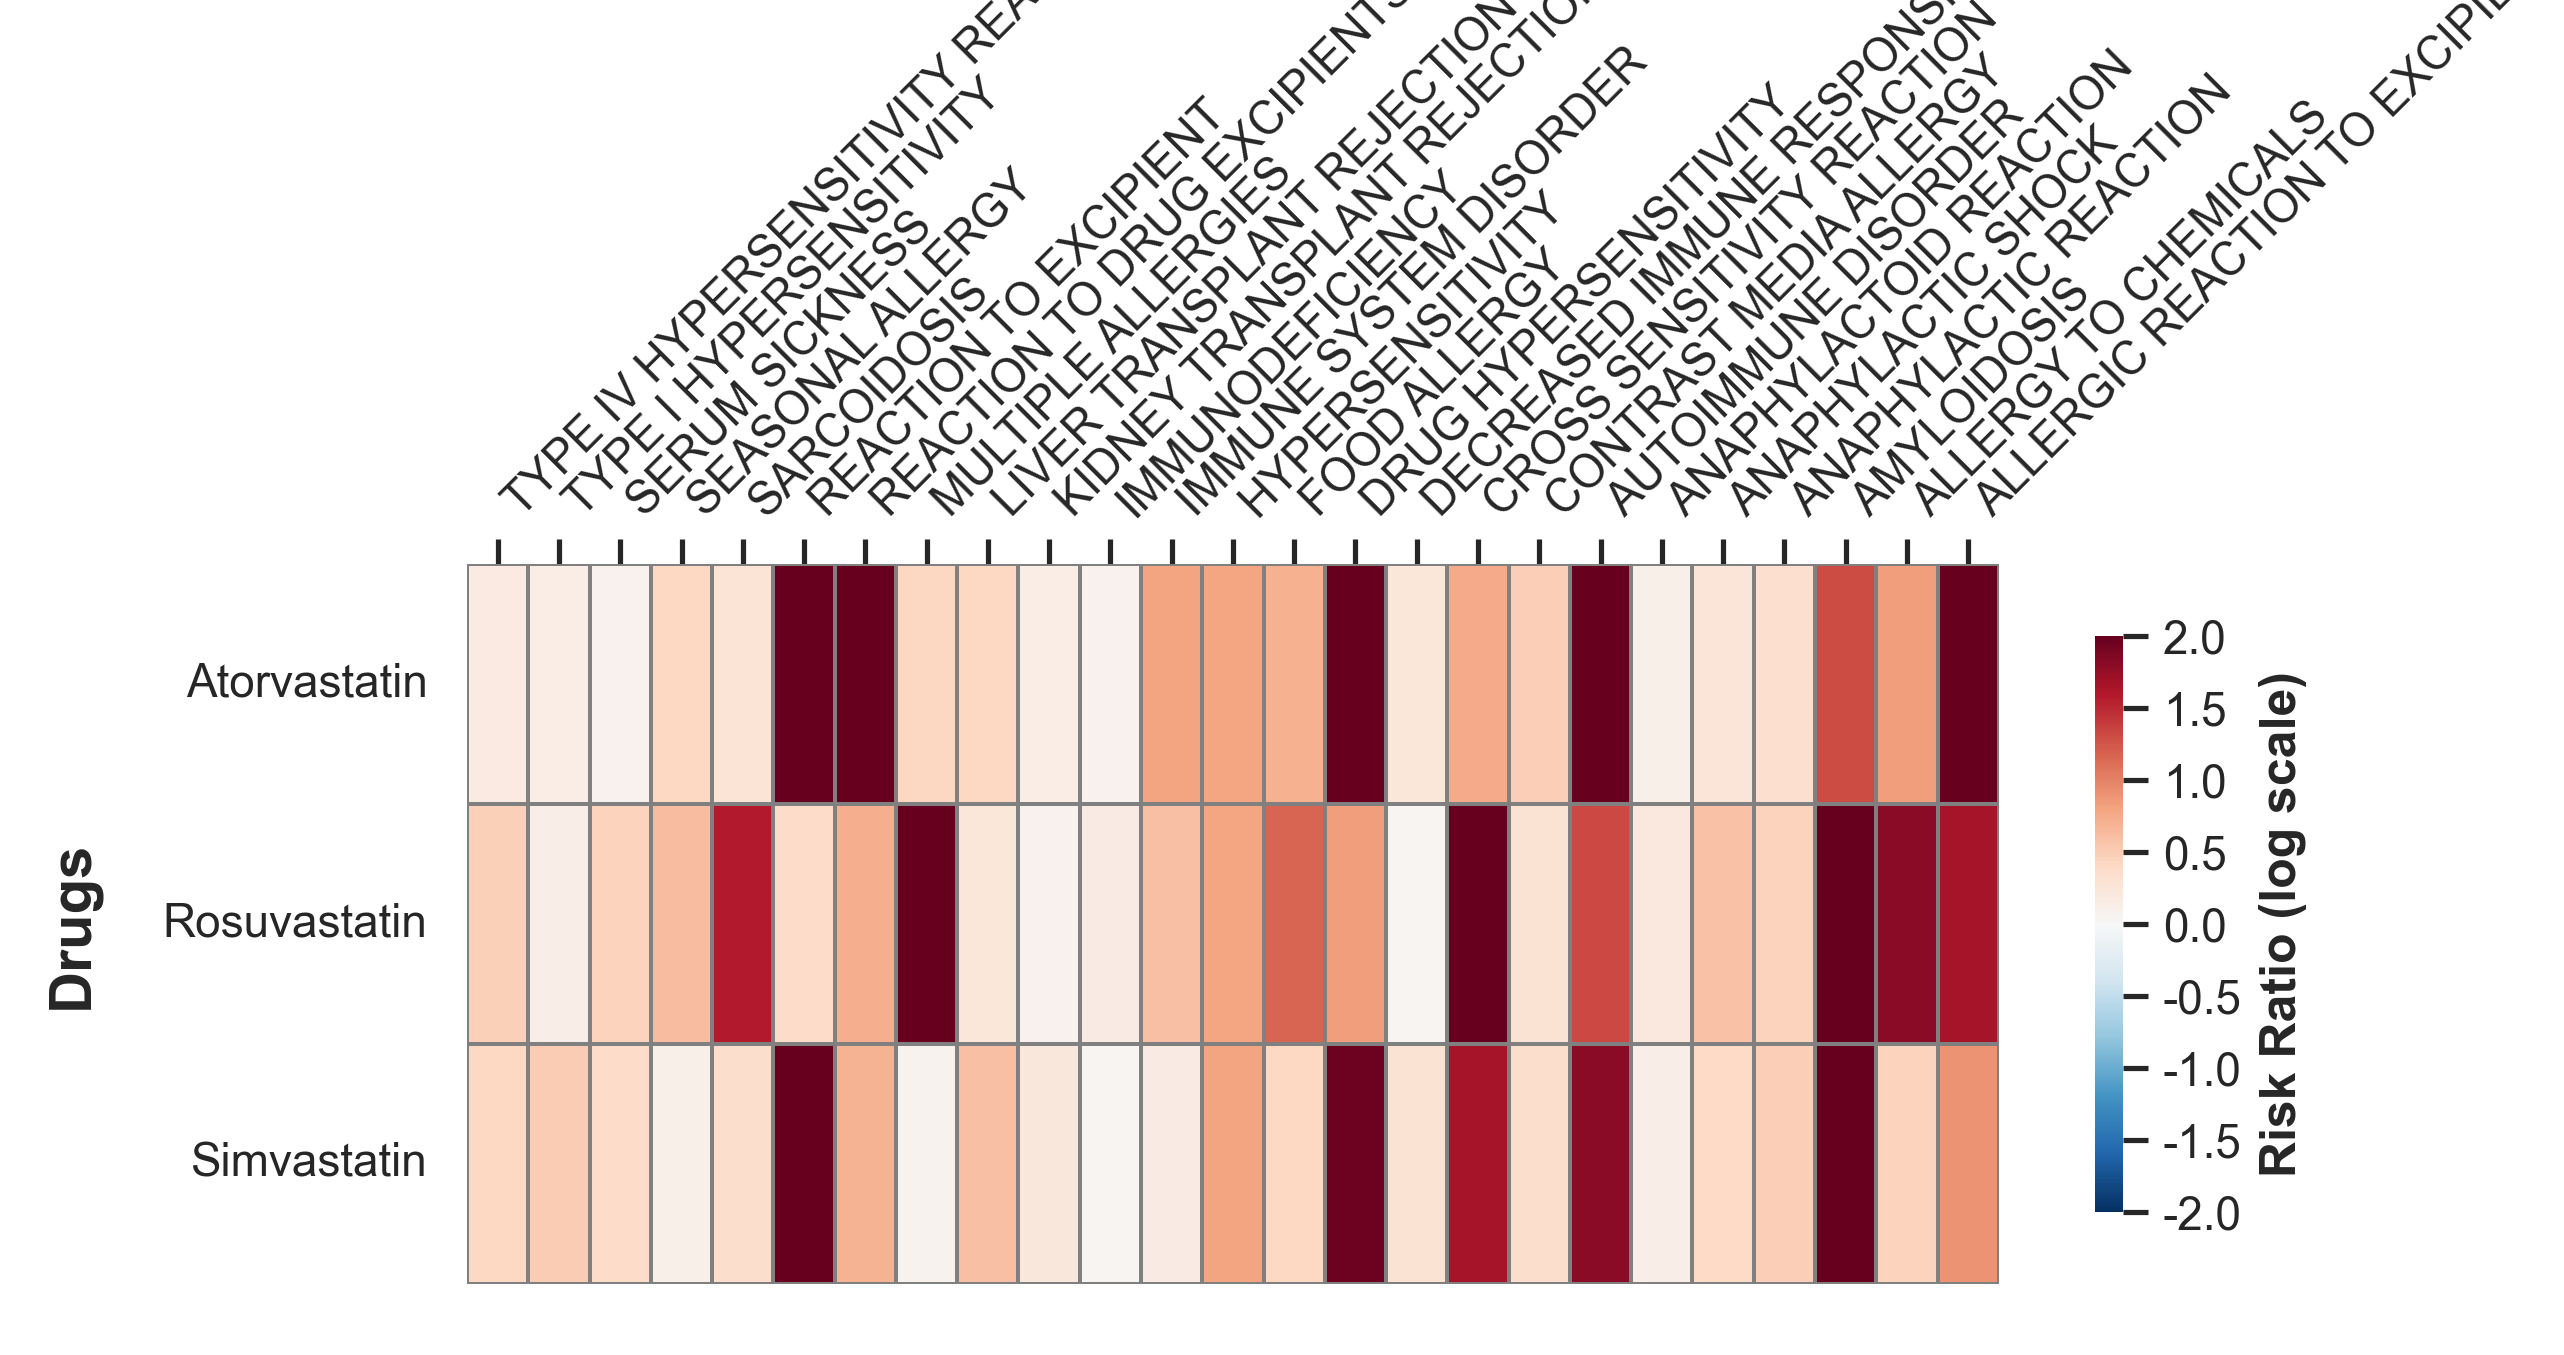 TYPE IV HYPERSENSITIVITY
TYPE I HYPERSENSITIVITY
SERUM SICKNESS
SEASONAL ALLERGY
SARCOIDOSIS
REACTION TO EXCIPIENT
REACTION TO DRUG EXCIPIENTS
MULTIPLE ALLERGIES
LIVER TRANSPLANT REJECTION
KIDNEY TRANSPLANT REJECTION
IMMUNODEFICIENCY
IMMUNE SYSTEM DISORDER
HYPERSENSITIVITY
FOOD ALLERGY
DRUG HYPERSENSITIVITY
DECREASED IMMUNE
CROSS SENSITIVITY REACTION
CONTRAST MEDIA ALLERGY
AUTOIMMUNE DISORDER
ANAPHYLACTOID REACTION
ANAPHYLACTIC SHOCK
ANAPHYLACTIC REACTION
AMYLOIDOSIS
ALLERGY TO CHEMICALS
ALLERGIC REACTION TO
Drugs
Atorvastatin
Rosuvastatin
Simvastatin
2.0
1.5
1.0
0.5
0.0
-0.5
-1.0
-1.5
-2.0
Risk Ratio (log scale)